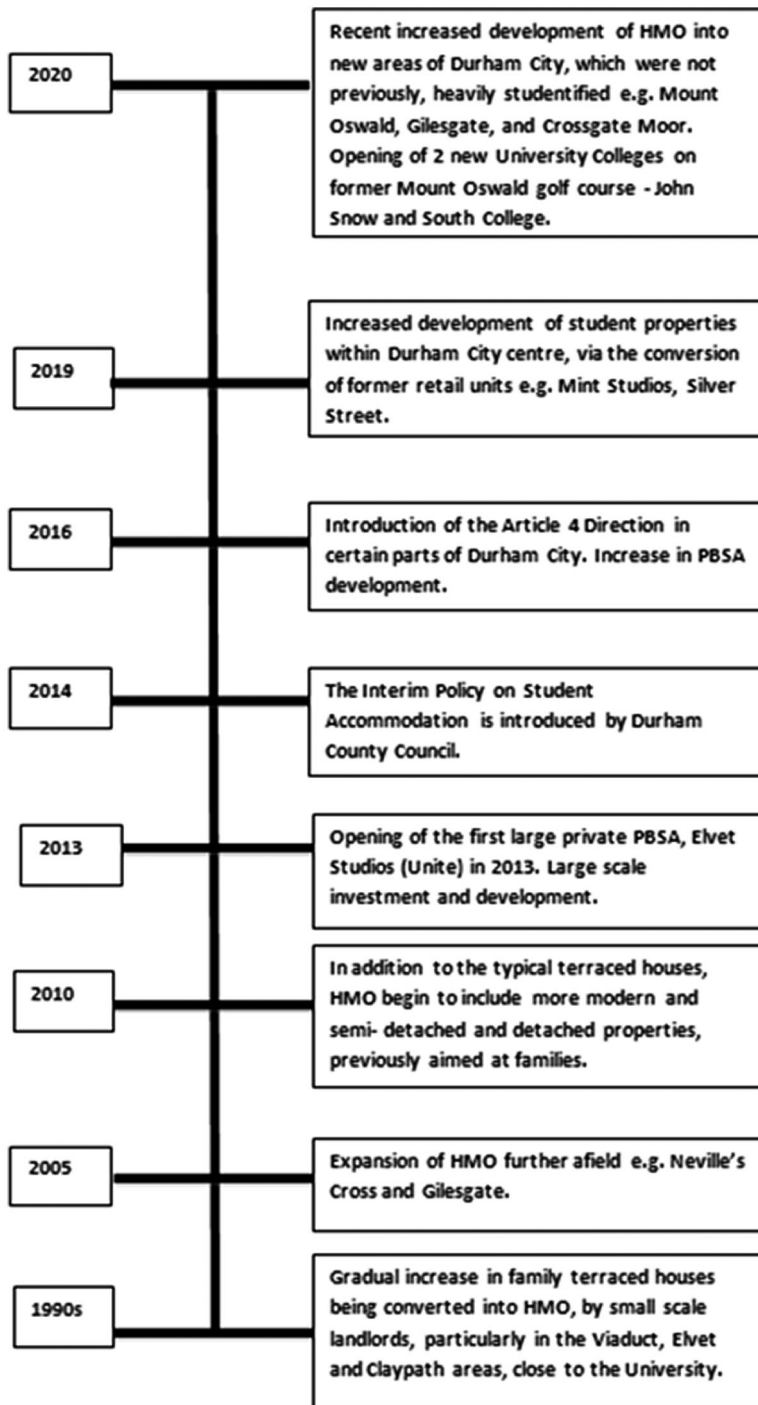 2020
Recent increased development of HMO into
new areas of Durham City, which were not
previously, heavily studentified e.g. Mount
Oswald, Gilesgate, and Crossgate Moor.
Opening of 2 new University Colleges on
former Mount Oswald golf course - John
Snow and South College.
2019
Increased development of student properties
within Durham City centre, via the conversion
of former retail units e.g. Mint Studios, Silver
Street.
2016
Introduction of the Article 4 Direction in
certain parts of Durham City. Increase in PBSA
development.
2014
The Interim Policy on Student
Accommodation is introduced by Durham
County Council.
2013
Opening of the first large private PBSA, Elvet
Studios (Unite) in 2013. Large scale
investment and development.
2010
In addition to the typical terraced houses,
HMO begin to include more modern and
semi- detached and detached properties,
previously aimed at families.
2005
Expansion of HMO further afield e.g. Neville's
Cross and Gilesgate.
1990s
Gradual increase in family terraced houses
being converted into HMO, by small scale
landlords, particularly in the Viaduct, Elvet
and Claypath areas, close to the University.